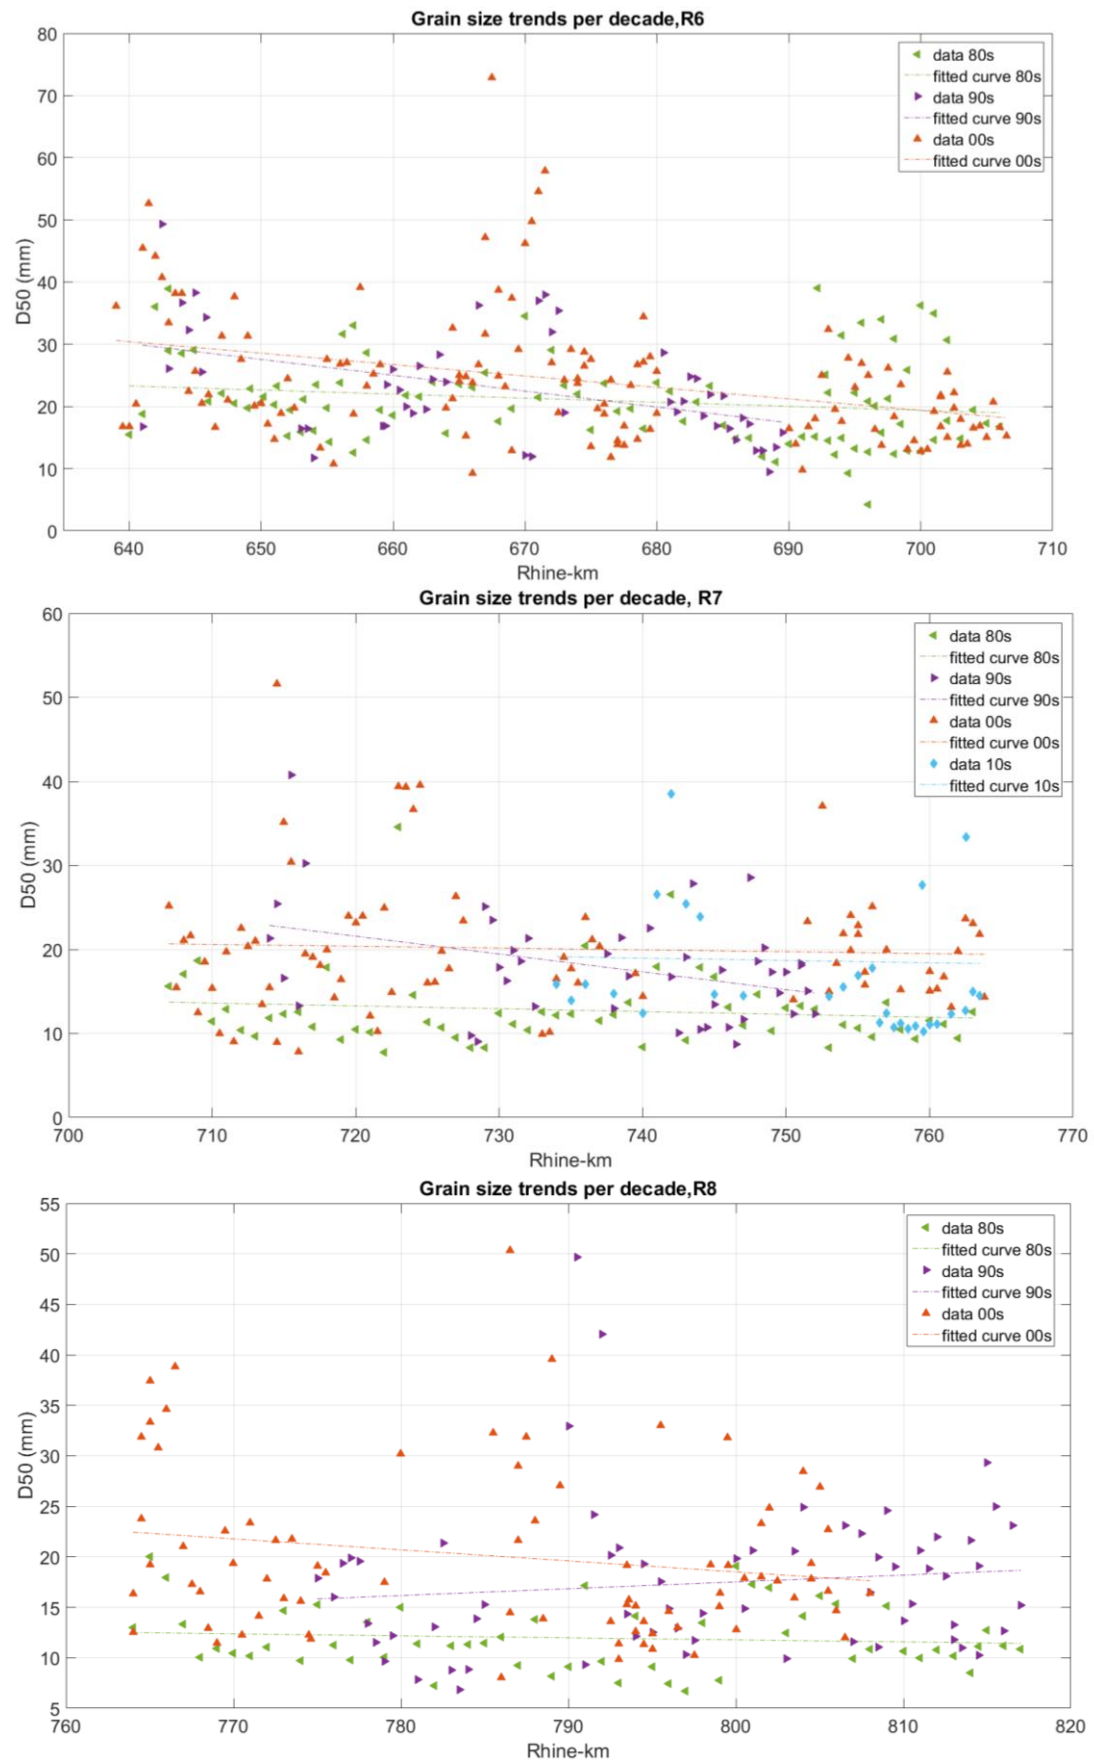 Grain size trends per decade,R6
80
70
60
50
40
30
20
10
0
D50 (mm)
data 80s
fitted curve 80s
data 90s
fitted curve 90s
data 00s
fitted curve 00s
640 650 660 670 680 690 700 710
Rhine-km
Grain size trends per decade, R7
60
50
40
30
20
10
0
D50 (mm)
data 80s
fitted curve 80s
data 90s
fitted curve 90s
data 00s
fitted curve 00s
data 10s
fitted curve 10s
700 710 720 730 740 750 760 770
Rhine-km
Grain size trends per decade,R8
55
50
45
40
35
30
25
20
15
10
5
D50 (mm)
data 80s
fitted curve 80s
data 90s
fitted curve 90s
data 00s
fitted curve 00s
760 770 780 790 800 810 820
Rhine-km